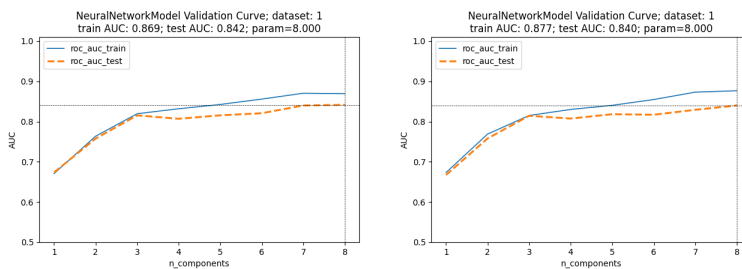 NeuralNetworkModel Validation Curve; dataset: 1
train AUC: 0.869; test AUC: 0.842; param=8.000
roc_auc_train
roc_auc_test
1.0
0.9
0.8
0.7
0.6
0.5
AUC
1 2 3 4 5 6 7 8
n_components
NeuralNetworkModel Validation Curve; dataset: 1
train AUC: 0.877; test AUC: 0.840; param=8.000
roc_auc_train
roc_auc_test
1.0
0.9
0.8
0.7
0.6
0.5
AUC
1 2 3 4 5 6 7 8
n_components